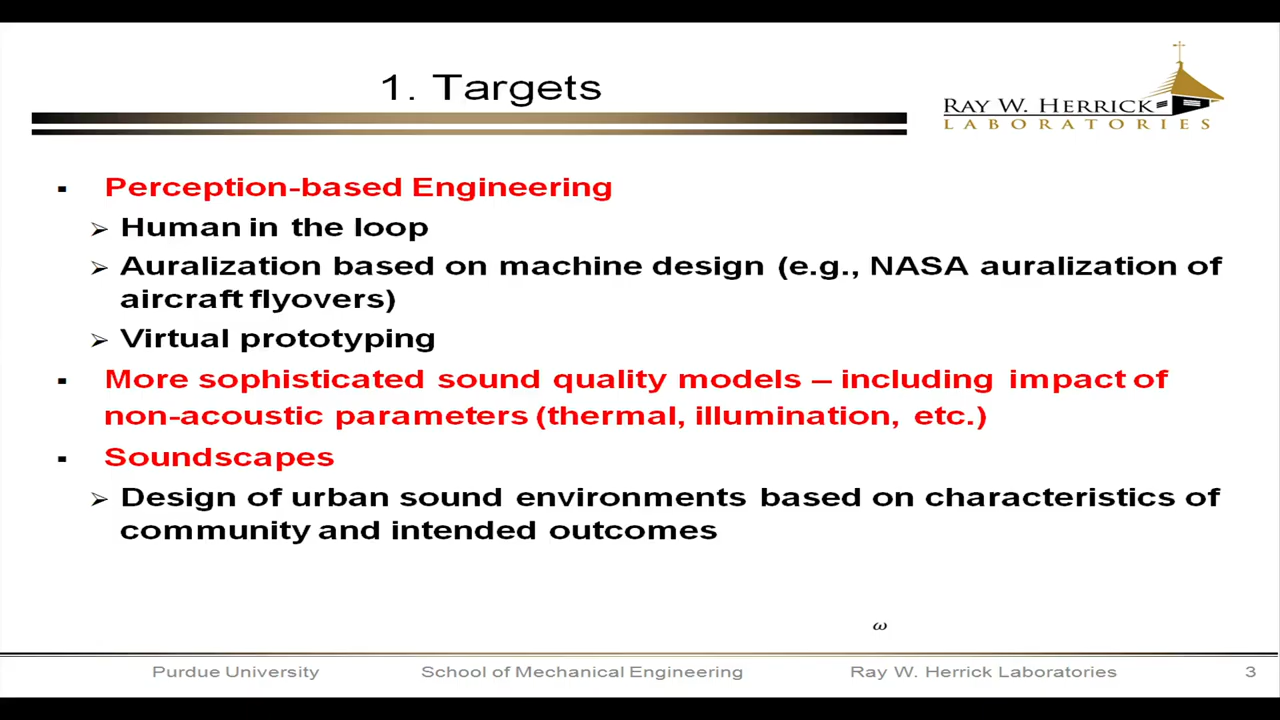 1. Targets
RAY W. HERRICK
LABORATORIES
▪ Perception-based Engineering
➢ Human in the loop
➢ Auralization based on machine design (e.g., NASA auralization of
aircraft flyovers)
➢ Virtual prototyping
▪ More sophisticated sound quality models – including impact of
non-acoustic parameters (thermal, illumination, etc.)
▪ Soundscapes
➢ Design of urban sound environments based on characteristics of
community and intended outcomes
ω
Purdue University School of Mechanical Engineering Ray W. Herrick Laboratories 3